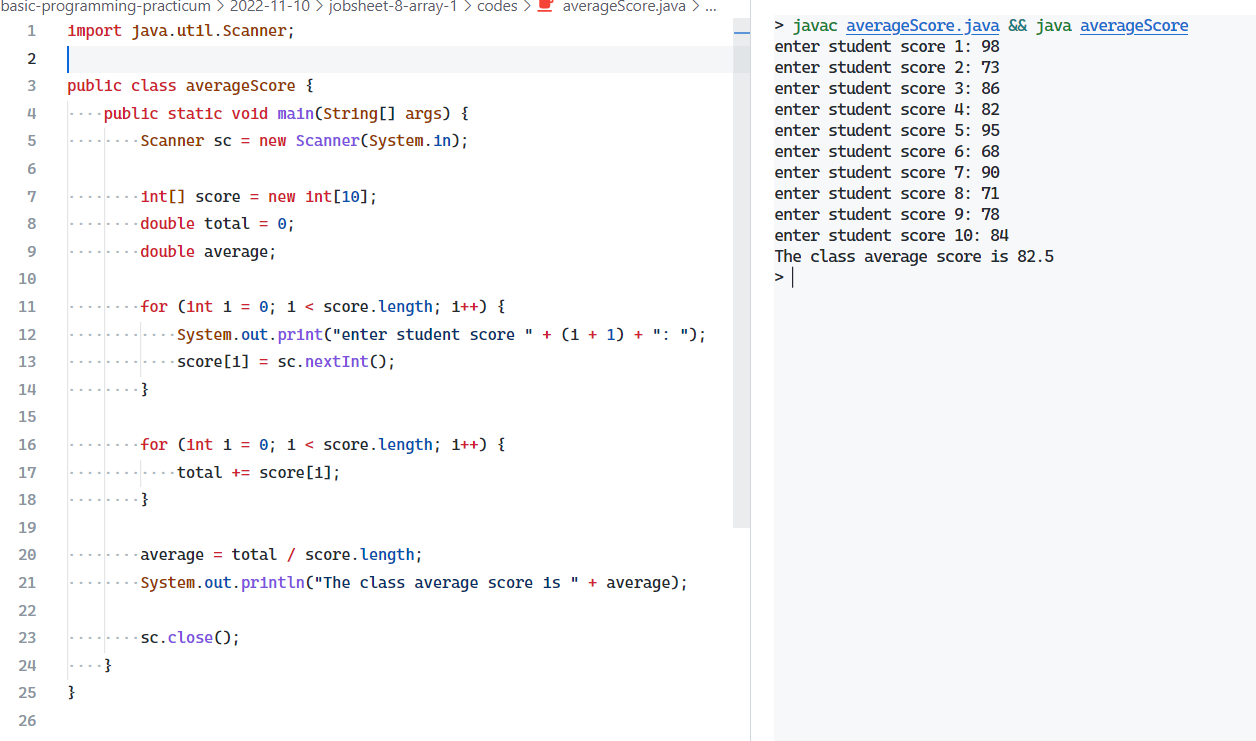 basic-programming-practicum > 2022-11-10 > jobsheet-8-array-1 > codes > averageScore.java > ...
1 import java.util.Scanner;
2
3 public class averageScore {
4     public static void main(String[] args) {
5         Scanner sc = new Scanner(System.in);
6
7         int[] score = new int[10];
8         double total = 0;
9         double average;
10
11         for (int i = 0; i < score.length; i++) {
12             System.out.print("enter student score " + (i + 1) + ": ");
13             score[i] = sc.nextInt();
14         }
15
16         for (int i = 0; i < score.length; i++) {
17             total += score[i];
18         }
19
20         average = total / score.length;
21         System.out.println("The class average score is " + average);
22
23         sc.close();
24     }
25 }
26
> javac averageScore.java && java averageScore
enter student score 1: 98
enter student score 2: 73
enter student score 3: 86
enter student score 4: 82
enter student score 5: 95
enter student score 6: 68
enter student score 7: 90
enter student score 8: 71
enter student score 9: 78
enter student score 10: 84
The class average score is 82.5
>